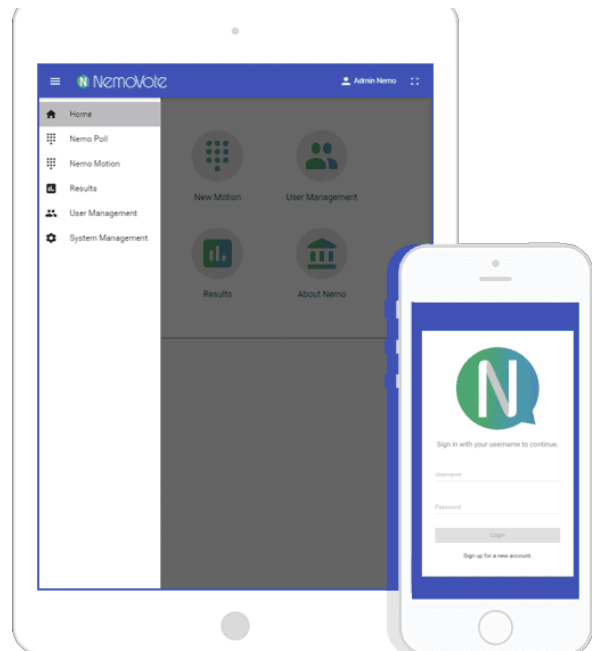 NemoVote
Admin Nemo
Home
Nemo Poll
Nemo Motion
Results
User Management
System Management
New Motion
User Management
Results
About Nemo
N
Sign in with your username to continue.
Username
Password
Login
Sign up for a new account